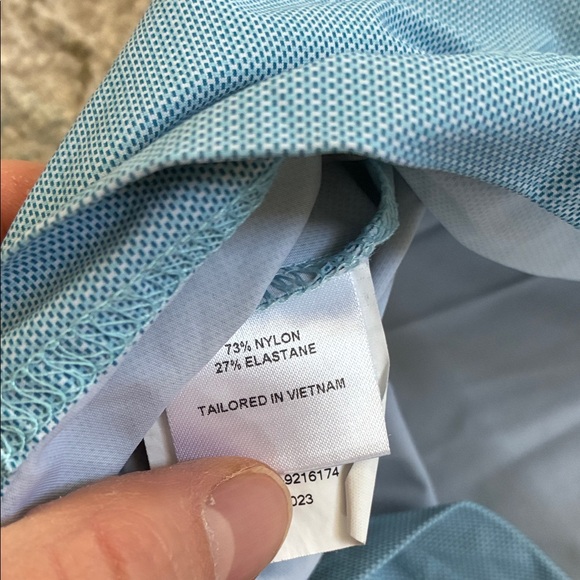 73% NYLON
27% ELASTANE
TAILORED IN VIETNAM
9216174
023